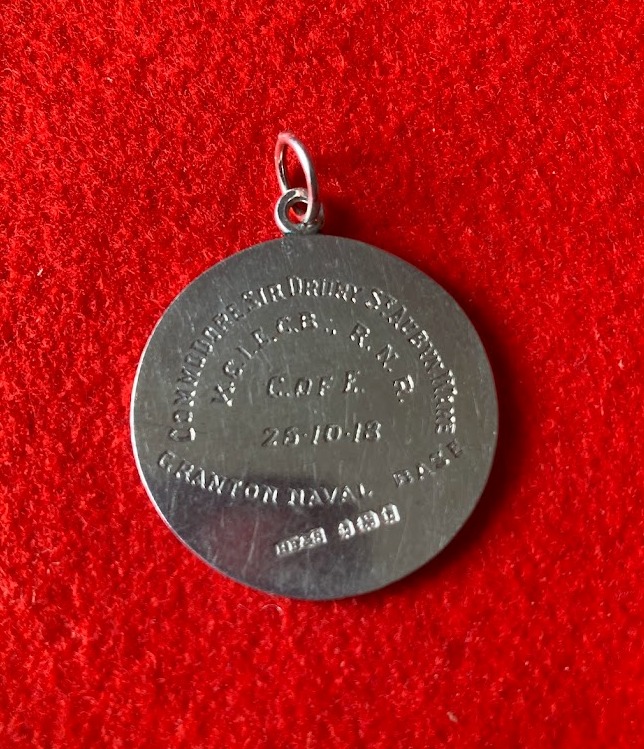 COMMODORE. SIR DRURY ST AUBYN WAKE
K.C.I.E. C.B.. R.N.R.
C. OF E.
26·10·18
GRANTON NAVAL BASE